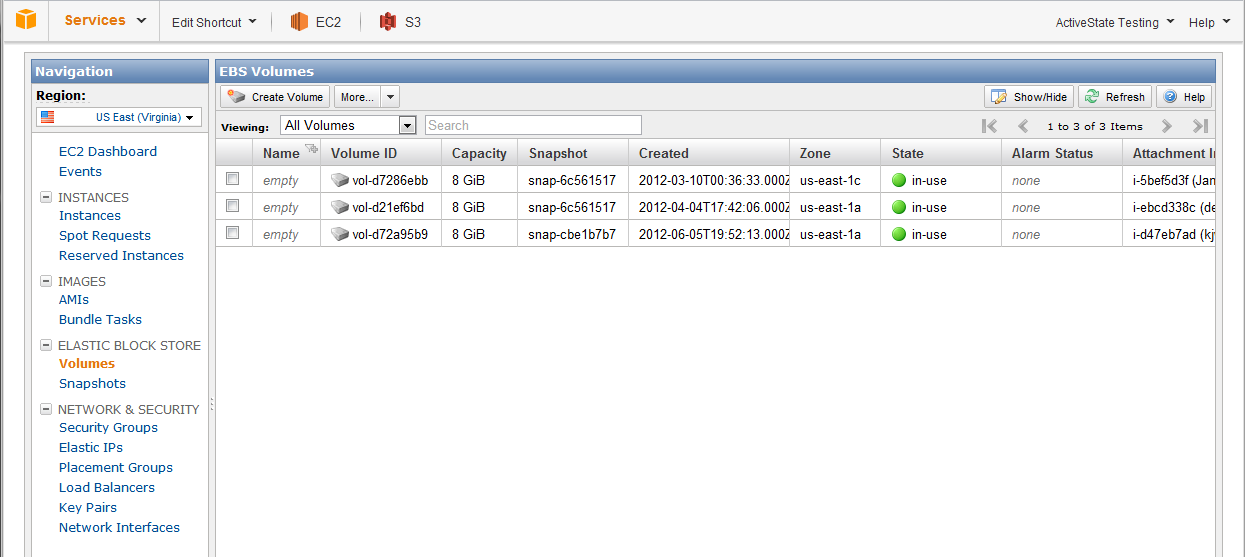 Services Edit Shortcut EC2 S3 ActiveState Testing Help
Navigation
Region:
US East (Virginia)
EC2 Dashboard
Events
INSTANCES
Instances
Spot Requests
Reserved Instances
IMAGES
AMIs
Bundle Tasks
ELASTIC BLOCK STORE
Volumes
Snapshots
NETWORK & SECURITY
Security Groups
Elastic IPs
Placement Groups
Load Balancers
Key Pairs
Network Interfaces
EBS Volumes
Create Volume More... Show/Hide Refresh Help
Viewing: All Volumes Search 1 to 3 of 3 Items
Name Volume ID Capacity Snapshot Created Zone State Alarm Status Attachment In
empty vol-d7286ebb 8 GiB snap-6c561517 2012-03-10T00:36:33.000Z us-east-1c in-use none i-5bef5d3f (Jan
empty vol-d21ef6bd 8 GiB snap-6c561517 2012-04-04T17:42:06.000Z us-east-1a in-use none i-ebcd338c (de
empty vol-d72a95b9 8 GiB snap-cbe1b7b7 2012-06-05T19:52:13.000Z us-east-1a in-use none i-d47eb7ad (kj